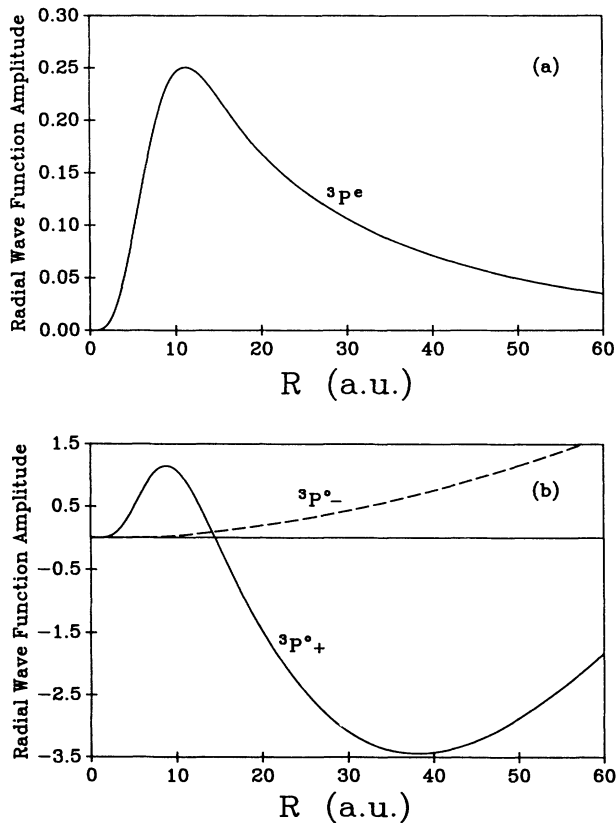 0.30
0.25
0.20
0.15
0.10
0.05
0.00
Radial Wave Function Amplitude
(a)
³Pᵉ
0 10 20 30 40 50 60
R (a.u.)
1.5
0.5
−0.5
−1.5
−2.5
−3.5
Radial Wave Function Amplitude
³P°−
(b)
³P°+
0 10 20 30 40 50 60
R (a.u.)